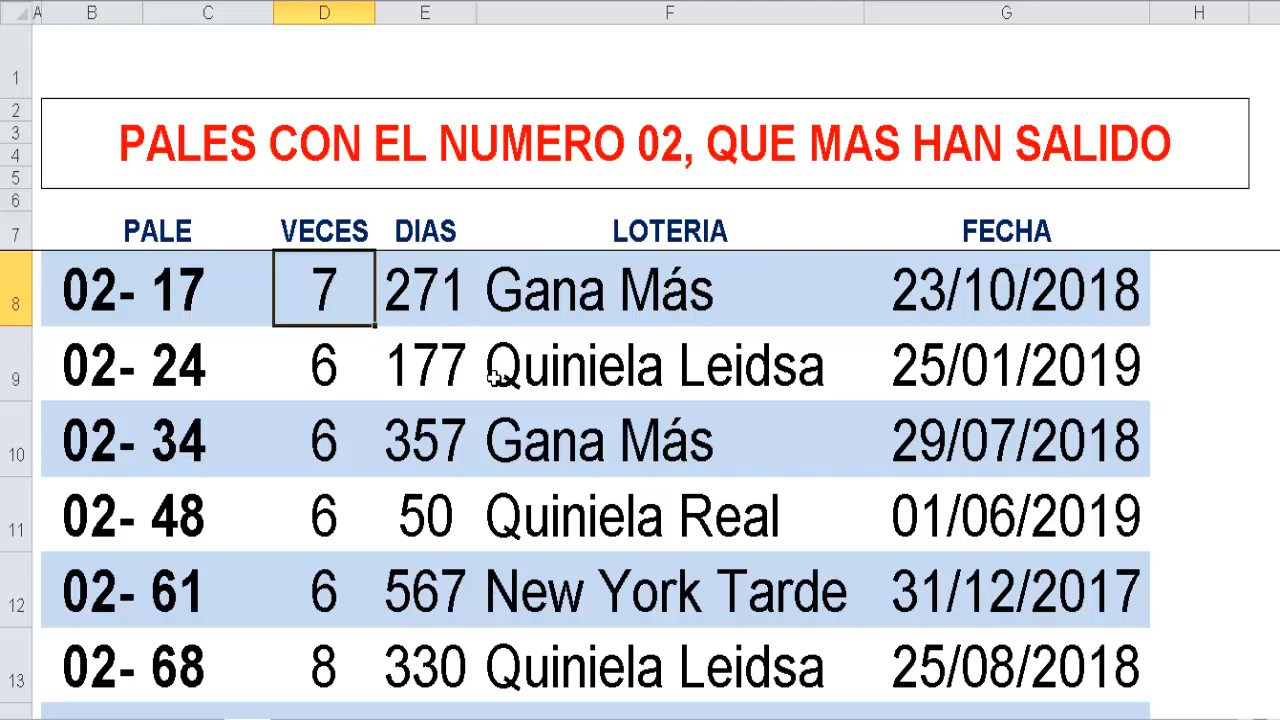 A B C D E F G H
1
2
3 PALES CON EL NUMERO 02, QUE MAS HAN SALIDO
4
5
6
7 PALE VECES DIAS LOTERIA FECHA
8 02- 17 7 271 Gana Más 23/10/2018
9 02- 24 6 177 Quiniela Leidsa 25/01/2019
10 02- 34 6 357 Gana Más 29/07/2018
11 02- 48 6 50 Quiniela Real 01/06/2019
12 02- 61 6 567 New York Tarde 31/12/2017
13 02- 68 8 330 Quiniela Leidsa 25/08/2018